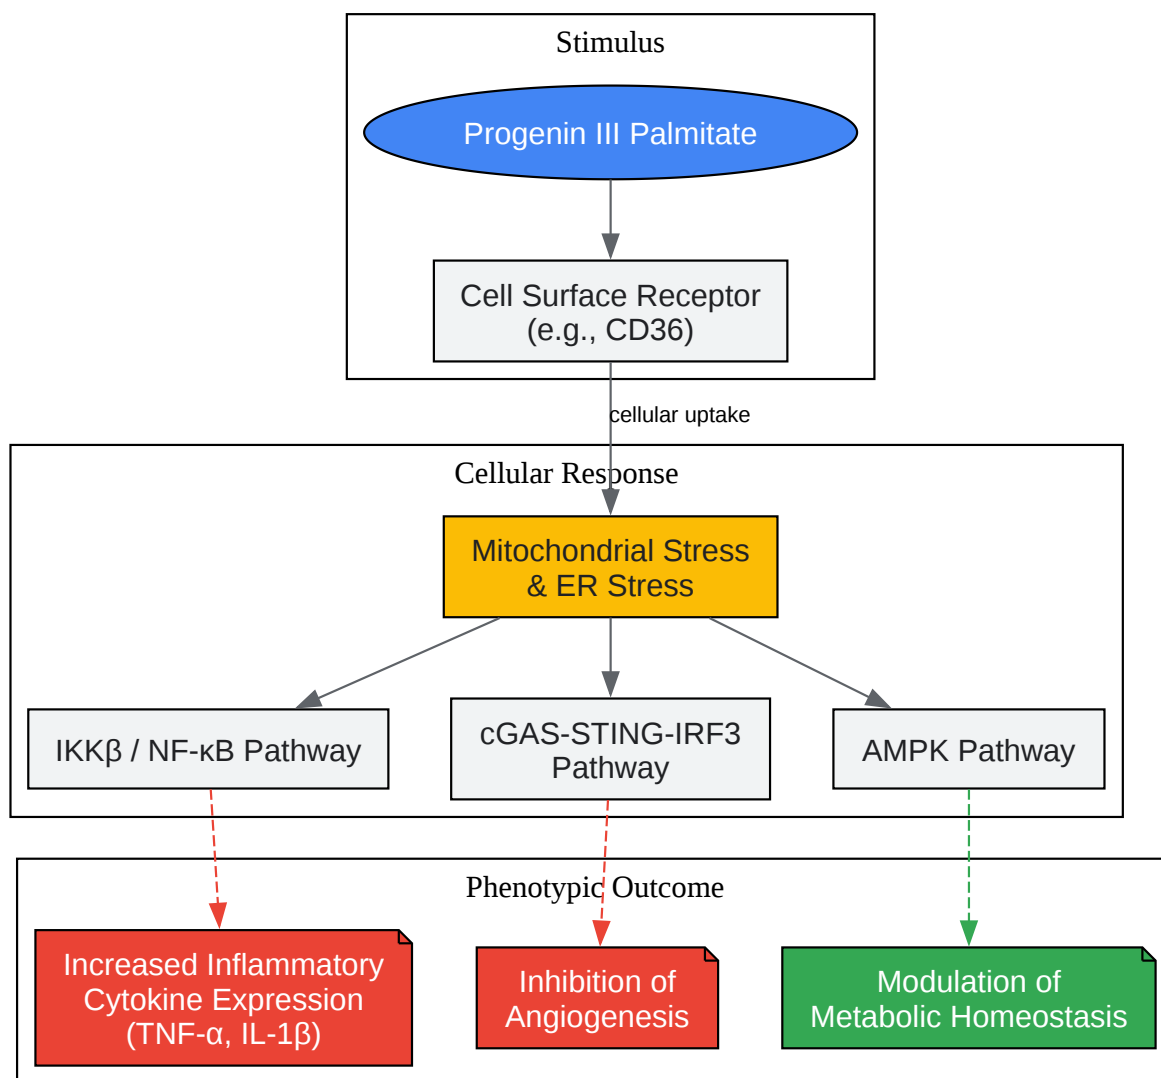 Stimulus
Progenin III Palmitate
Cell Surface Receptor
(e.g., CD36)
cellular uptake
Cellular Response
Mitochondrial Stress
& ER Stress
IKKβ / NF-κB Pathway
cGAS-STING-IRF3
Pathway
AMPK Pathway
Phenotypic Outcome
Increased Inflammatory
Cytokine Expression
(TNF-α, IL-1β)
Inhibition of
Angiogenesis
Modulation of
Metabolic Homeostasis